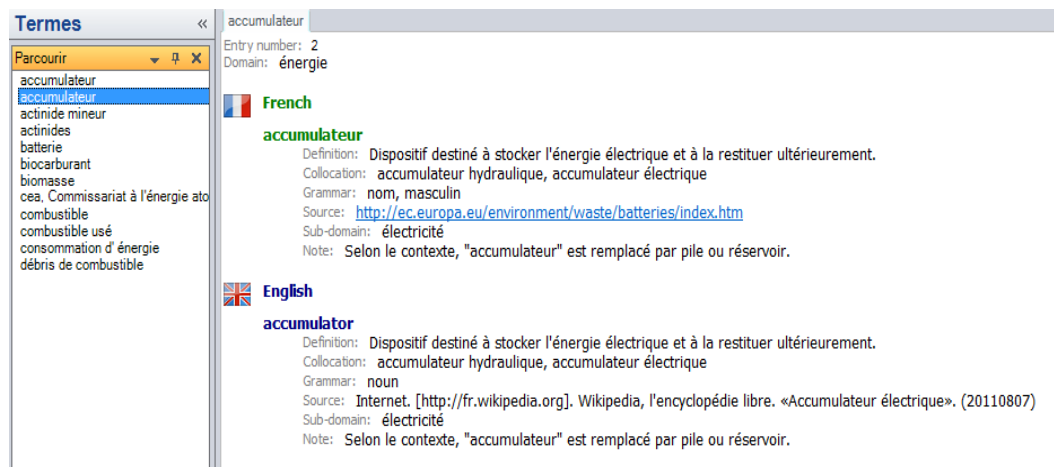 Termes «
Parcourir
accumulateur
accumulateur
actinide mineur
actinides
batterie
biocarburant
biomasse
cea, Commissariat à l'énergie ato
combustible
combustible usé
consommation d' énergie
débris de combustible
accumulateur
Entry number: 2
Domain: énergie
French
accumulateur
Definition: Dispositif destiné à stocker l'énergie électrique et à la restituer ultérieurement.
Collocation: accumulateur hydraulique, accumulateur électrique
Grammar: nom, masculin
Source: http://ec.europa.eu/environment/waste/batteries/index.htm
Sub-domain: électricité
Note: Selon le contexte, "accumulateur" est remplacé par pile ou réservoir.
English
accumulator
Definition: Dispositif destiné à stocker l'énergie électrique et à la restituer ultérieurement.
Collocation: accumulateur hydraulique, accumulateur électrique
Grammar: noun
Source: Internet. [http://fr.wikipedia.org]. Wikipedia, l'encyclopédie libre. «Accumulateur électrique». (20110807)
Sub-domain: électricité
Note: Selon le contexte, "accumulateur" est remplacé par pile ou réservoir.